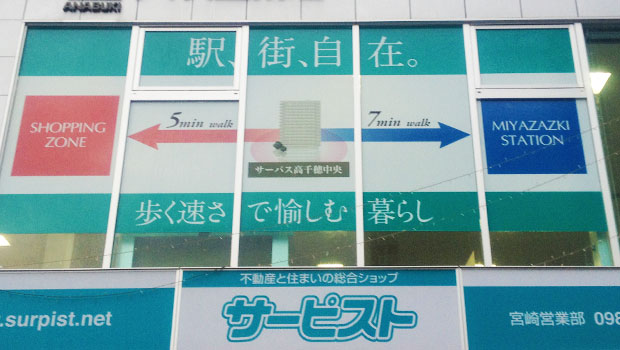 ANABUKI
駅、街、自在。
5min walk
7min walk
SHOPPING
ZONE
MIYAZAZKI
STATION
サーパス高千穂中央
歩く速さで愉しむ暮らし
不動産と住まいの総合ショップ
サーピスト
.surpist.net
宮崎営業部 098